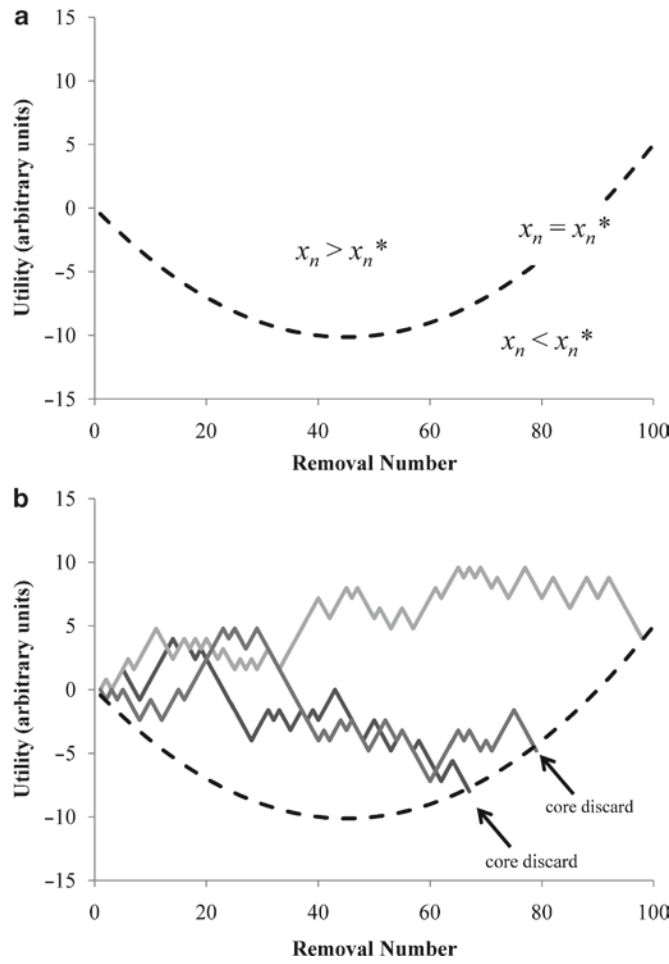 a
15
10
5
0
-5
-10
-15
Utility (arbitrary units)
xn > xn*
xn = xn*
xn < xn*
0 20 40 60 80 100
Removal Number
b
15
10
5
0
-5
-10
-15
Utility (arbitrary units)
core discard
core discard
0 20 40 60 80 100
Removal Number